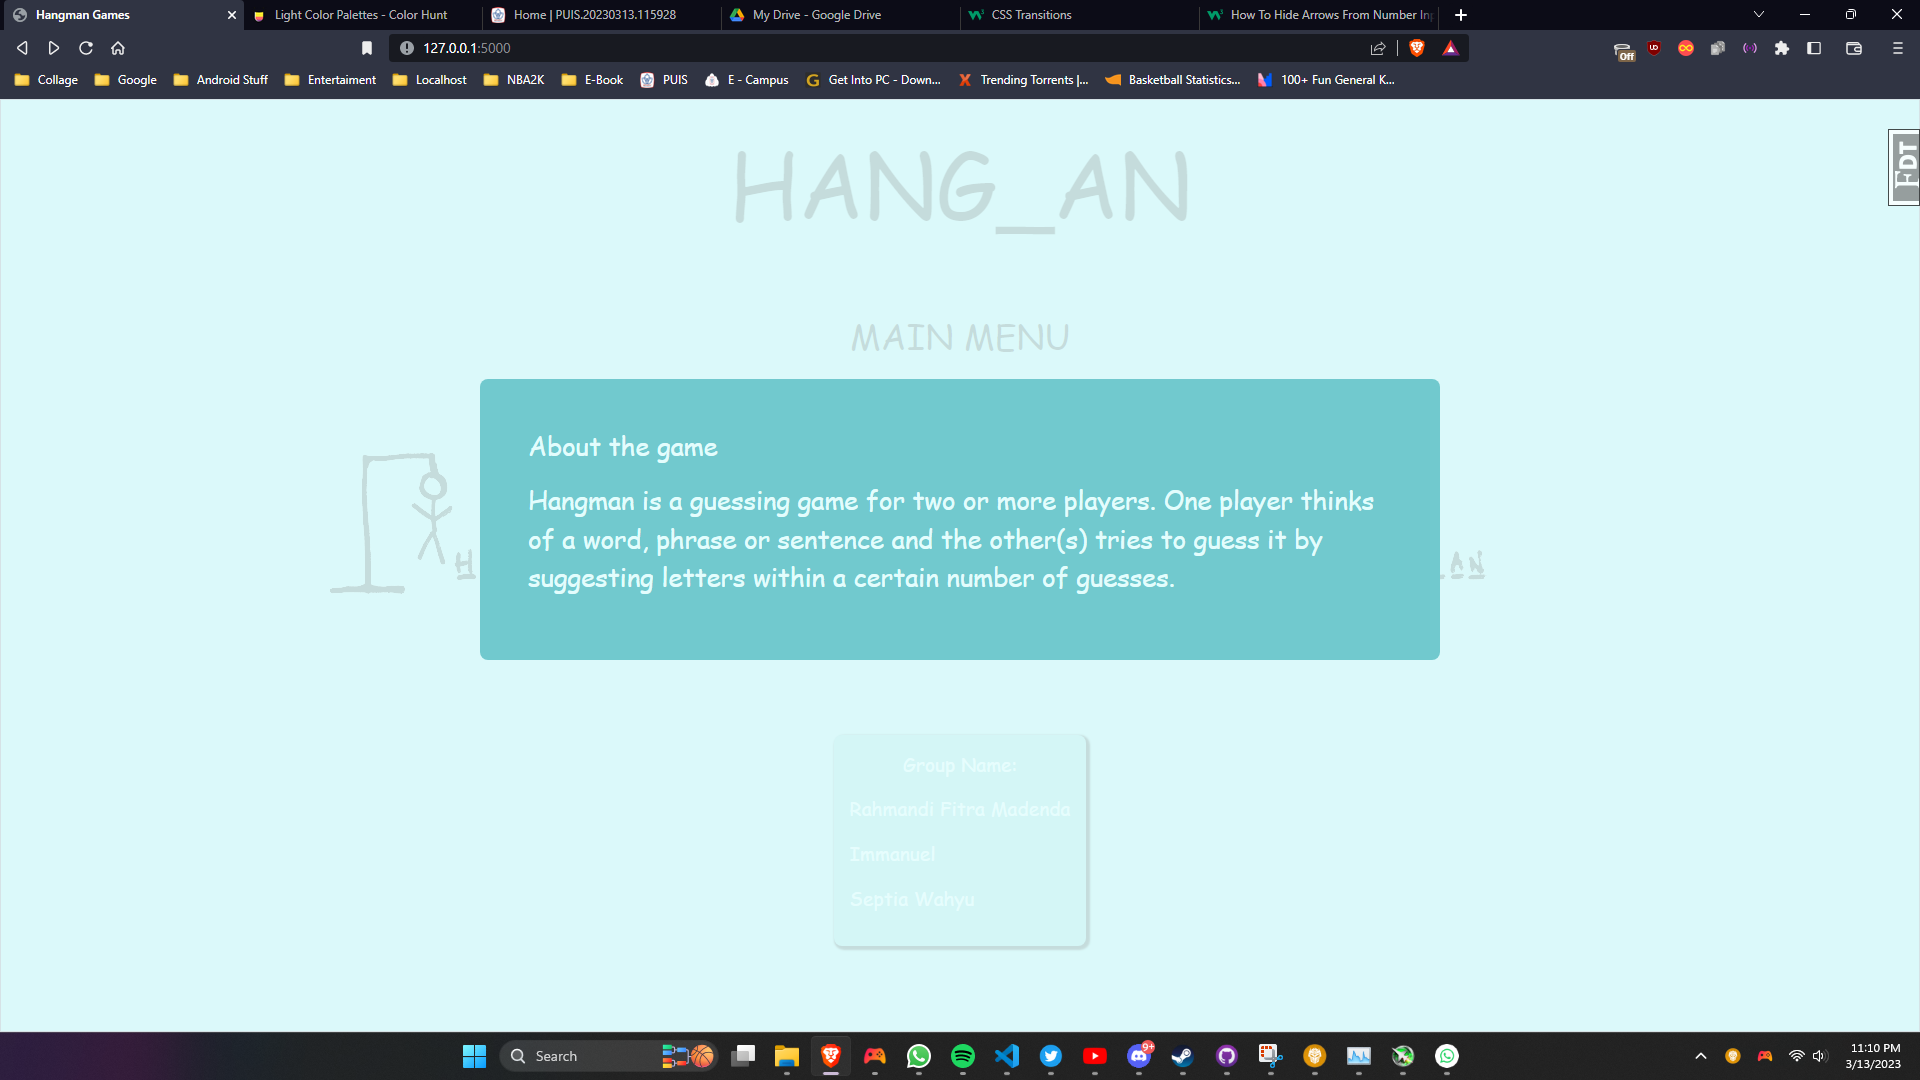 Hangman Games
Light Color Palettes - Color Hunt
Home | PUIS.20230313.115928
My Drive - Google Drive
CSS Transitions
How To Hide Arrows From Number In
127.0.0.1:5000
Off
Collage
Google
Android Stuff
Entertaiment
Localhost
NBA2K
E-Book
PUIS
E - Campus
Get Into PC - Down...
Trending Torrents |...
Basketball Statistics...
100+ Fun General K...
HANG_AN
FDT
MAIN MENU
About the game
Hangman is a guessing game for two or more players. One player thinks
of a word, phrase or sentence and the other(s) tries to guess it by
suggesting letters within a certain number of guesses.
H
AN
Group Name:
Rahmandi Fitra Madenda
Immanuel
Septia Wahyu
Search
9+
11:10 PM
3/13/2023